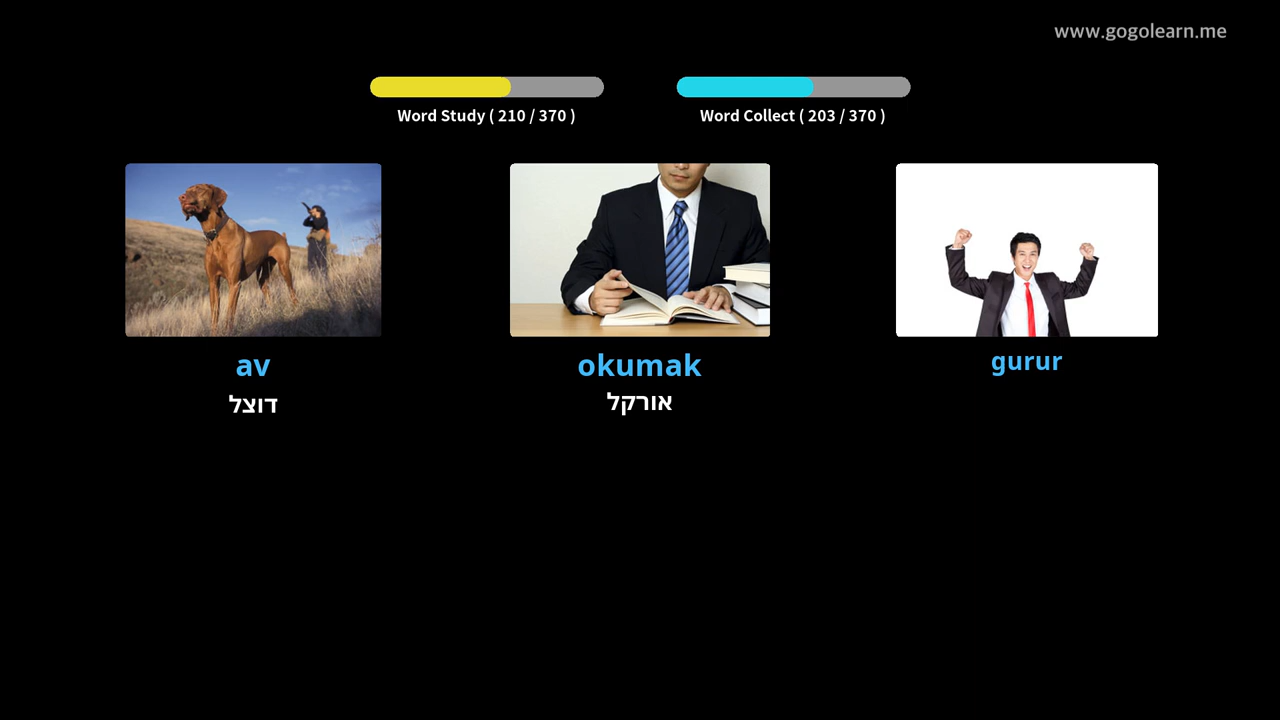 www.gogolearn.me
Word Study ( 210 / 370 )
Word Collect ( 203 / 370 )
av
okumak
gurur
דוצל
אורקל